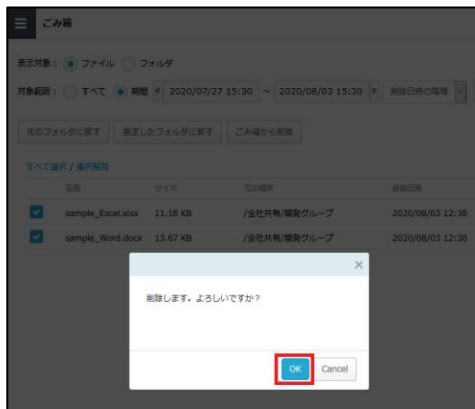 ごみ箱
表示対象： ファイル フォルダ
対象範囲： すべて 期間 2020/07/27 15:30 ～ 2020/08/03 15:30 削除日時の降順
元のフォルダに戻す 指定したフォルダに戻す ごみ箱から削除
すべて選択 / 選択解除
名前 サイズ 元の場所 削除日時
sample_Excel.xlsx 11.18 KB /全社共有/開発グループ 2020/08/03 12:38
sample_Word.docx 13.67 KB /全社共有/開発グループ 2020/08/03 12:38
削除します。よろしいですか？
OK Cancel